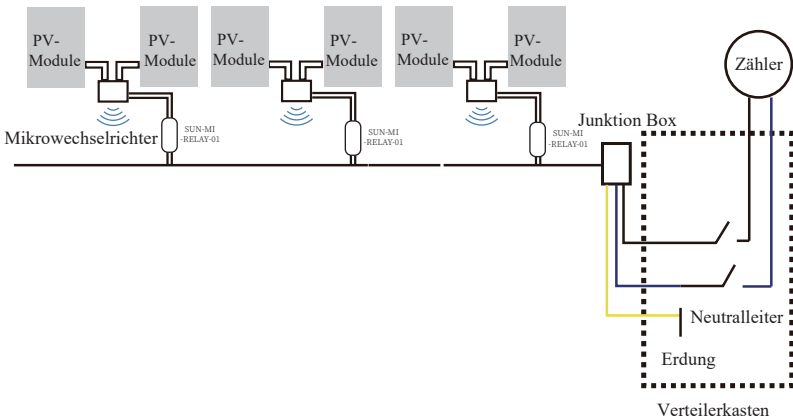 PV-
Module
PV-
Module
PV-
Module
PV-
Module
PV-
Module
PV-
Module
Zähler
Mikrowechselrichter
SUN-MI
-RELAY-01
SUN-MI
-RELAY-01
SUN-MI
-RELAY-01
Junktion Box
Neutralleiter
Erdung
Verteilerkasten